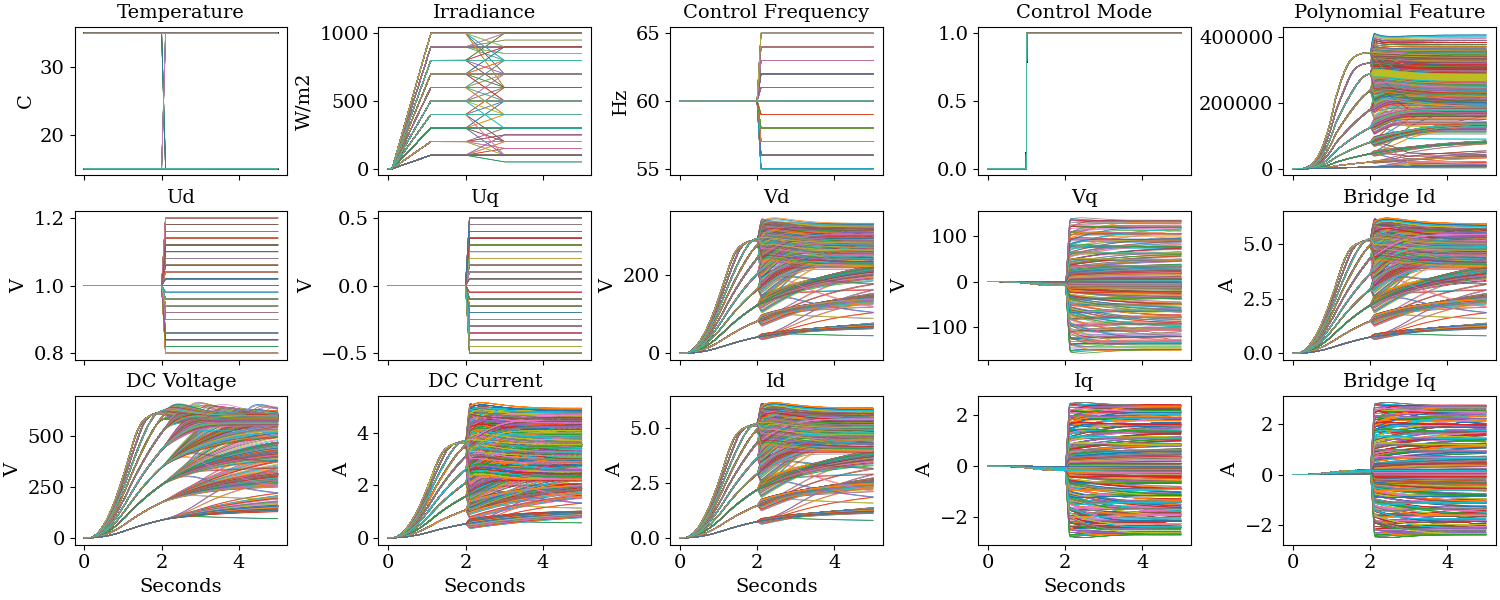 Temperature
C
30
20
Irradiance
W/m2
1000
500
0
Control Frequency
Hz
65
60
55
Control Mode
1.0
0.5
0.0
Polynomial Feature
400000
200000
0
Ud
V
1.2
1.0
0.8
Uq
V
0.5
0.0
−0.5
Vd
V
200
0
Vq
V
100
0
−100
Bridge Id
A
5.0
2.5
0.0
DC Voltage
V
500
250
0
0 2 4
Seconds
DC Current
A
4
2
0
0 2 4
Seconds
Id
A
5.0
2.5
0.0
0 2 4
Seconds
Iq
A
2
0
−2
0 2 4
Seconds
Bridge Iq
A
2
0
−2
0 2 4
Seconds